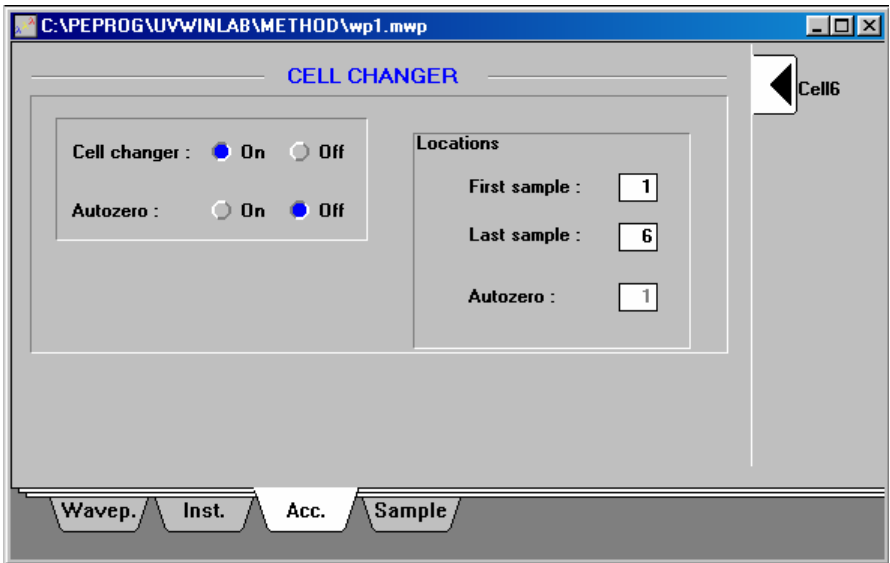 C:\PEPROG\UVWINLAB\METHOD\wp1.mwp
CELL CHANGER
Cell6
Cell changer : On Off
Autozero : On Off
Locations
First sample : 1
Last sample : 6
Autozero : 1
Wavep. Inst. Acc. Sample